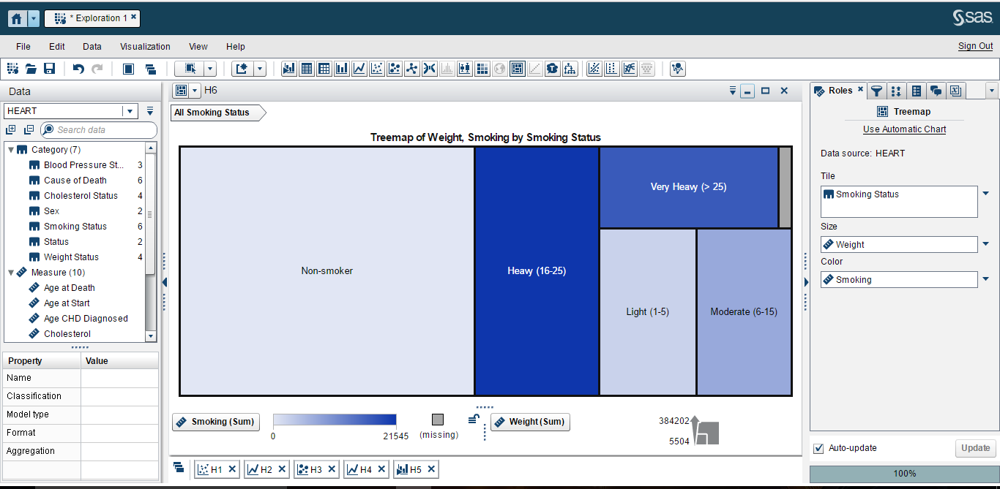 * Exploration 1
sas
File Edit Data Visualization View Help
Sign Out
Data
HEART
Search data
Category (7)
Blood Pressure St... 3
Cause of Death 6
Cholesterol Status 4
Sex 2
Smoking Status 6
Status 2
Weight Status 4
Measure (10)
Age at Death
Age at Start
Age CHD Diagnosed
Cholesterol
Property Value
Name
Classification
Model type
Format
Aggregation
H6
All Smoking Status
Treemap of Weight, Smoking by Smoking Status
Non-smoker
Heavy (16-25)
Very Heavy (> 25)
Light (1-5)
Moderate (6-15)
Smoking (Sum)
0 21545
(missing)
Weight (Sum)
384202
5504
H1 H2 H3 H4 H5
Roles
Treemap
Use Automatic Chart
Data source: HEART
Tile
Smoking Status
Size
Weight
Color
Smoking
Auto-update
Update
100%